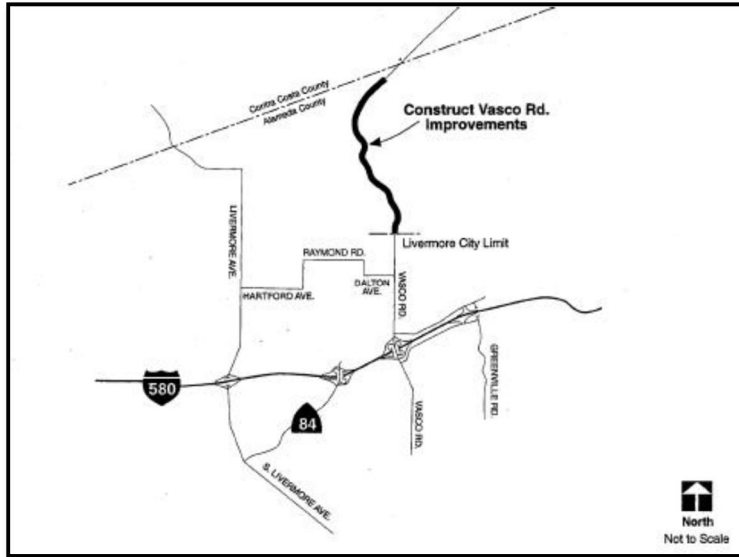 Contra Costa County
Alameda County
Construct Vasco Rd.
Improvements
LIVERMORE AVE.
Livermore City Limit
RAYMOND RD.
HARTFORD AVE.
DALTON
AVE.
VASCO RD.
580
84
VASCO RD.
GREENVILLE RD.
S. LIVERMORE AVE.
North
Not to Scale